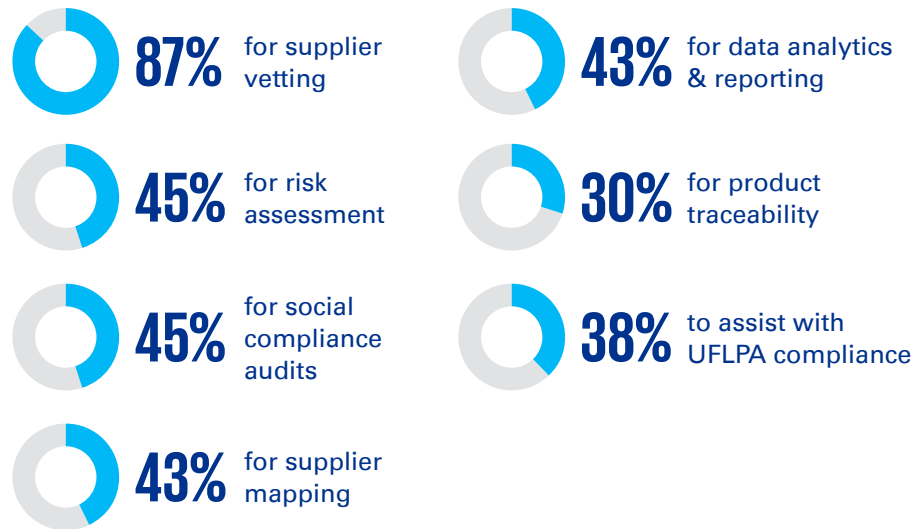 87% for supplier
vetting
45% for risk
assessment
45% for social
compliance
audits
43% for supplier
mapping
43% for data analytics
& reporting
30% for product
traceability
38% to assist with
UFLPA compliance